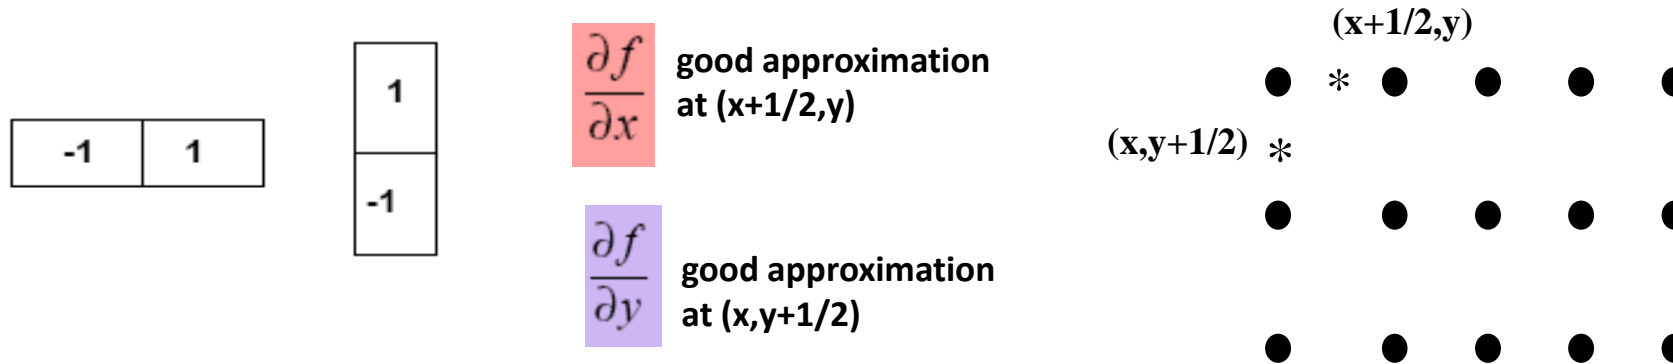 -1 1
1
-1
∂f
∂x
good approximation
at (x+1/2,y)
∂f
∂y
good approximation
at (x,y+1/2)
(x+1/2,y)
*
(x,y+1/2) *